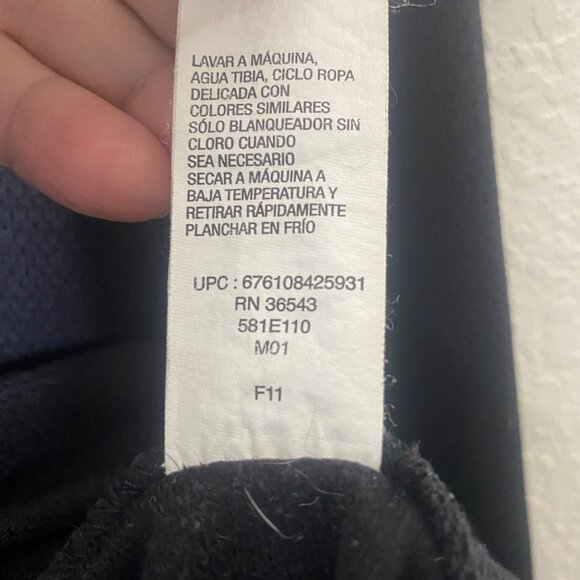 LAVAR A MÁQUINA,
AGUA TIBIA, CICLO ROPA
DELICADA CON
COLORES SIMILARES
SÓLO BLANQUEADOR SIN
CLORO CUANDO
SEA NECESARIO
SECAR A MÁQUINA A
BAJA TEMPERATURA Y
RETIRAR RÁPIDAMENTE
PLANCHAR EN FRÍO
UPC : 676108425931
RN 36543
581E110
M01
F11